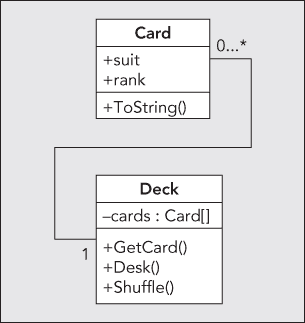 Card
+suit
+rank
+ToString()
0...*
Deck
–cards : Card[]
1
+GetCard()
+Desk()
+Shuffle()